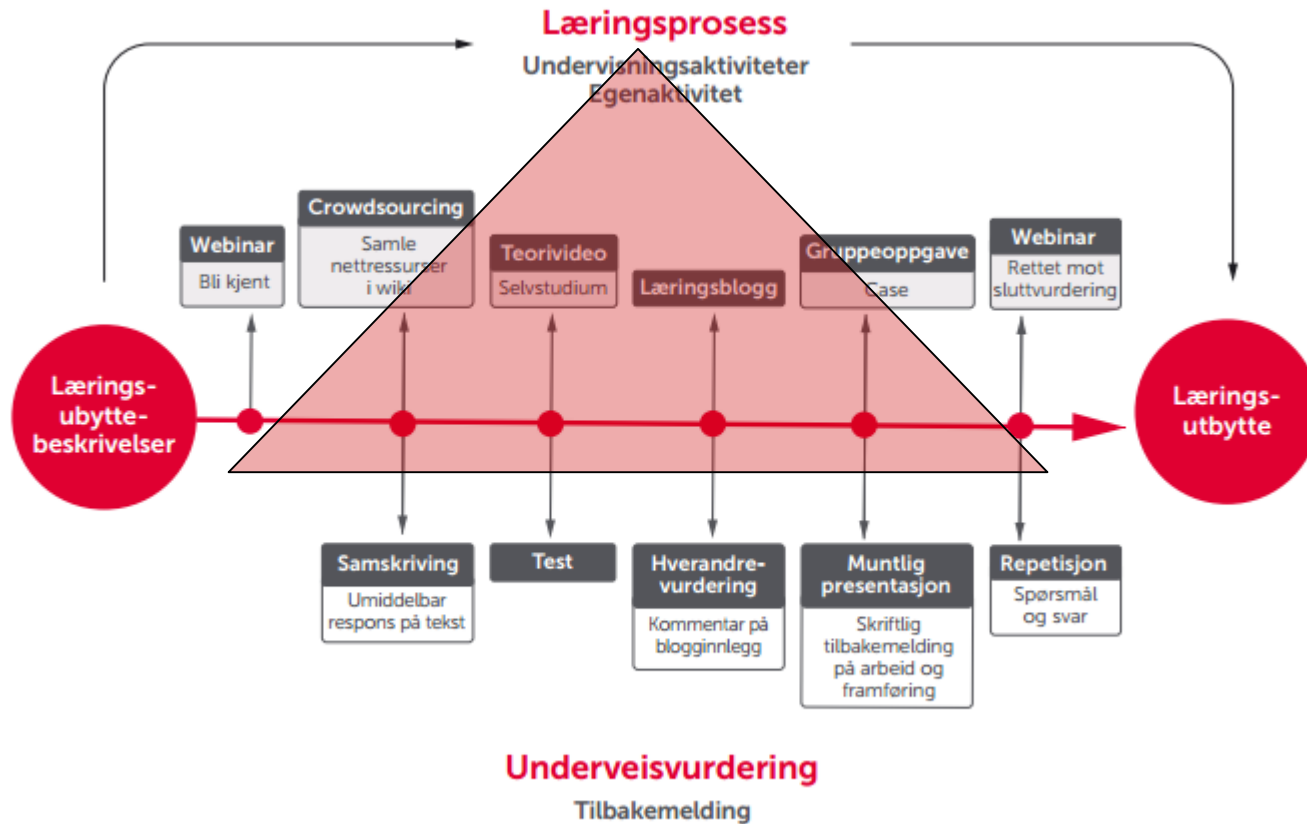 Læringsprosess
Undervisningsaktiviteter
Egenaktivitet
Webinar
Bli kjent
Crowdsourcing
Samle
nettressurser
i wiki
Teorivideo
Selvstudium
Læringsblogg
Gruppeoppgave
Case
Webinar
Rettet mot
sluttvurdering
Lærings-
ubytte-
beskrivelser
Lærings-
utbytte
Samskriving
Umiddelbar
respons på tekst
Test
Hverandre-
vurdering
Kommentar på
blogginnlegg
Muntlig
presentasjon
Skriftlig
tilbakemelding
på arbeid og
framføring
Repetisjon
Spørsmål
og svar
Underveisvurdering
Tilbakemelding